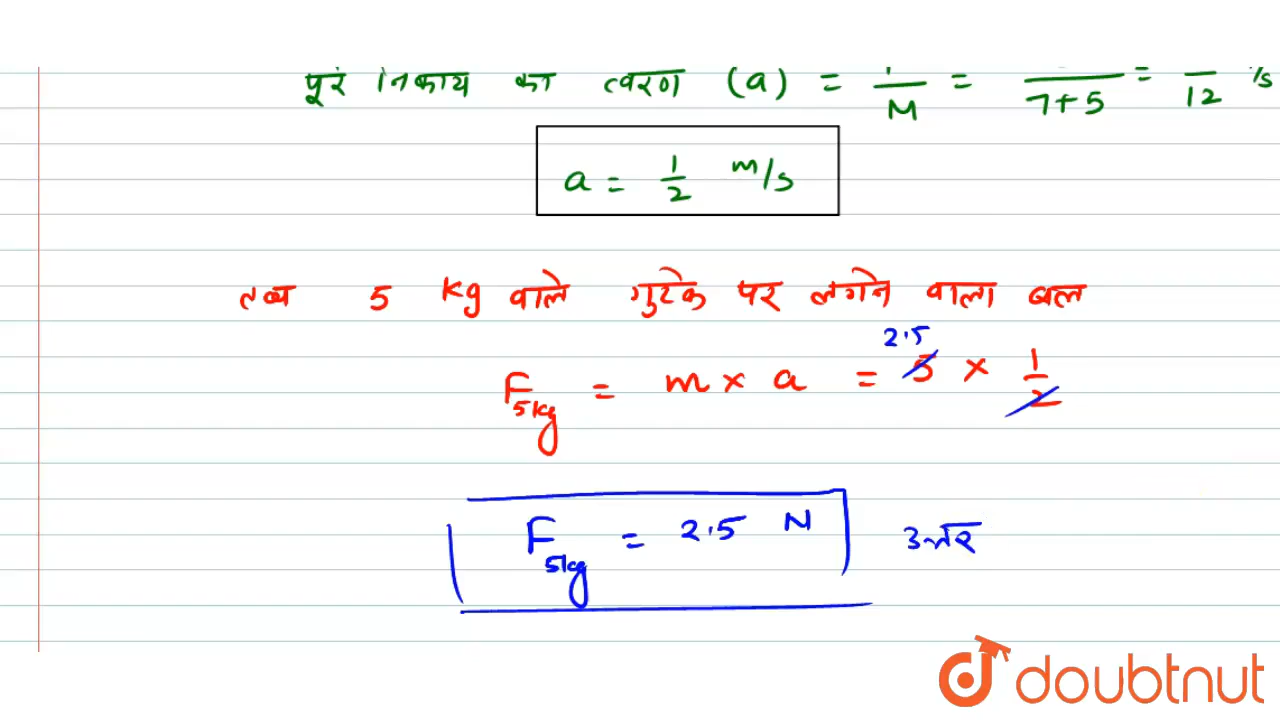 पूरे निकाय का त्वरण (a) = / M = / 7+5 = / 12 /s
a = 1/2 m/s
तब 5 kg वाले गुटके पर लगने वाला बल
2.5
F5kg = m × a = 5 × 1/2
F5kg = 2.5 N उत्तर
doubtnut